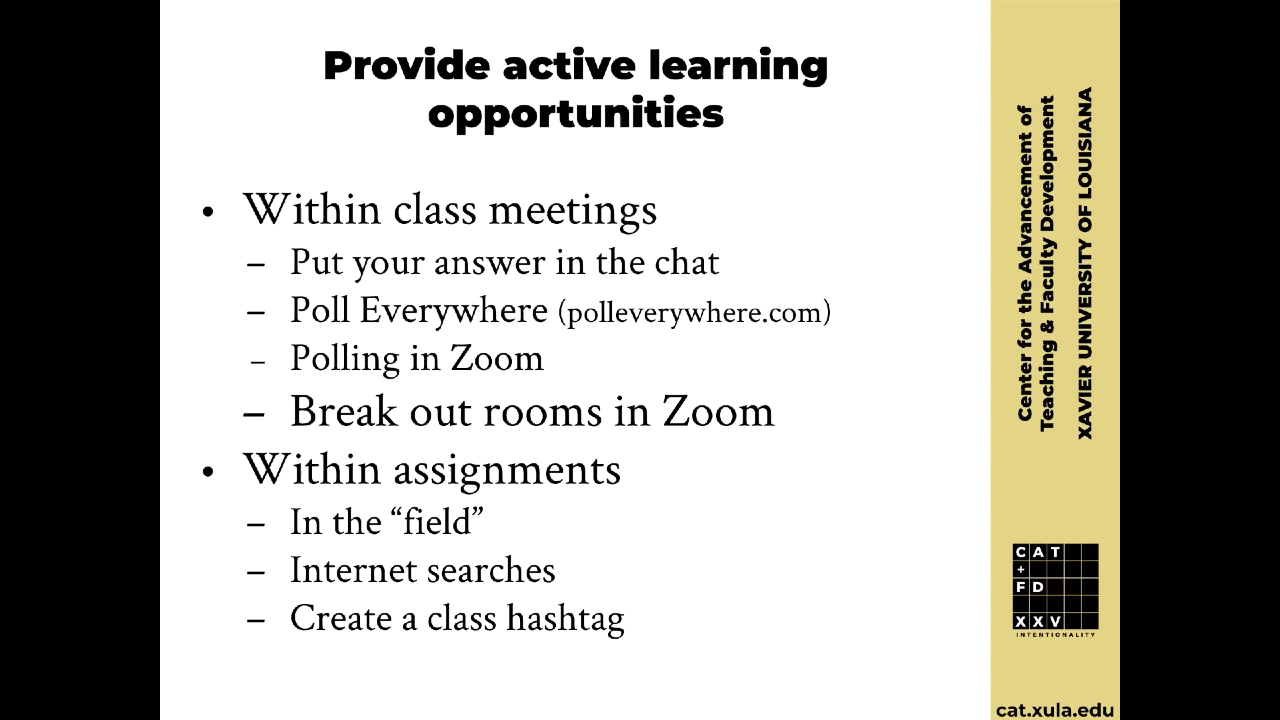 Provide active learning
opportunities
• Within class meetings
– Put your answer in the chat
– Poll Everywhere (polleverywhere.com)
– Polling in Zoom
– Break out rooms in Zoom
• Within assignments
– In the “field”
– Internet searches
– Create a class hashtag
Center for the Advancement of
Teaching & Faculty Development
XAVIER UNIVERSITY OF LOUISIANA
CAT
+
FD
XXV
INTENTIONALITY
cat.xula.edu